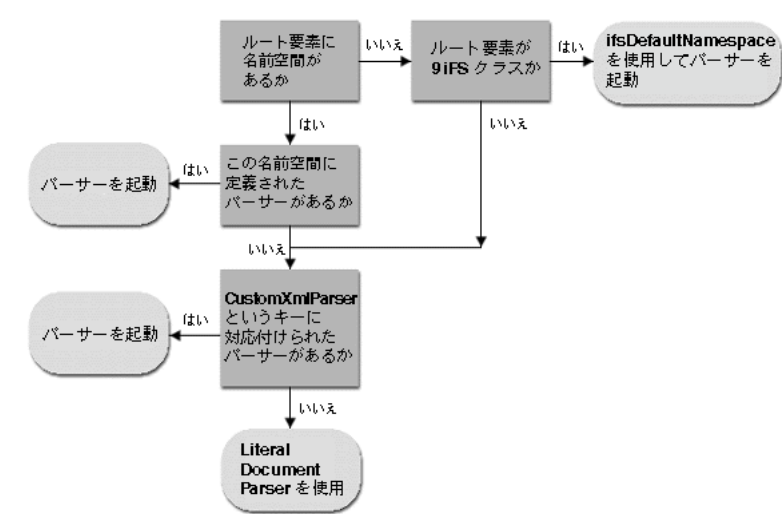 ルート要素に
名前空間が
あるか
いいえ
ルート要素が
9iFS クラスか
はい
ifsDefaultNamespace
を使用してパーサーを
起動
はい
いいえ
パーサーを起動
はい
この名前空間に
定義された
パーサーがあるか
いいえ
パーサーを起動
はい
CustomXmlParser
というキーに
対応付けられた
パーサーがあるか
いいえ
Literal
Document
Parser を使用